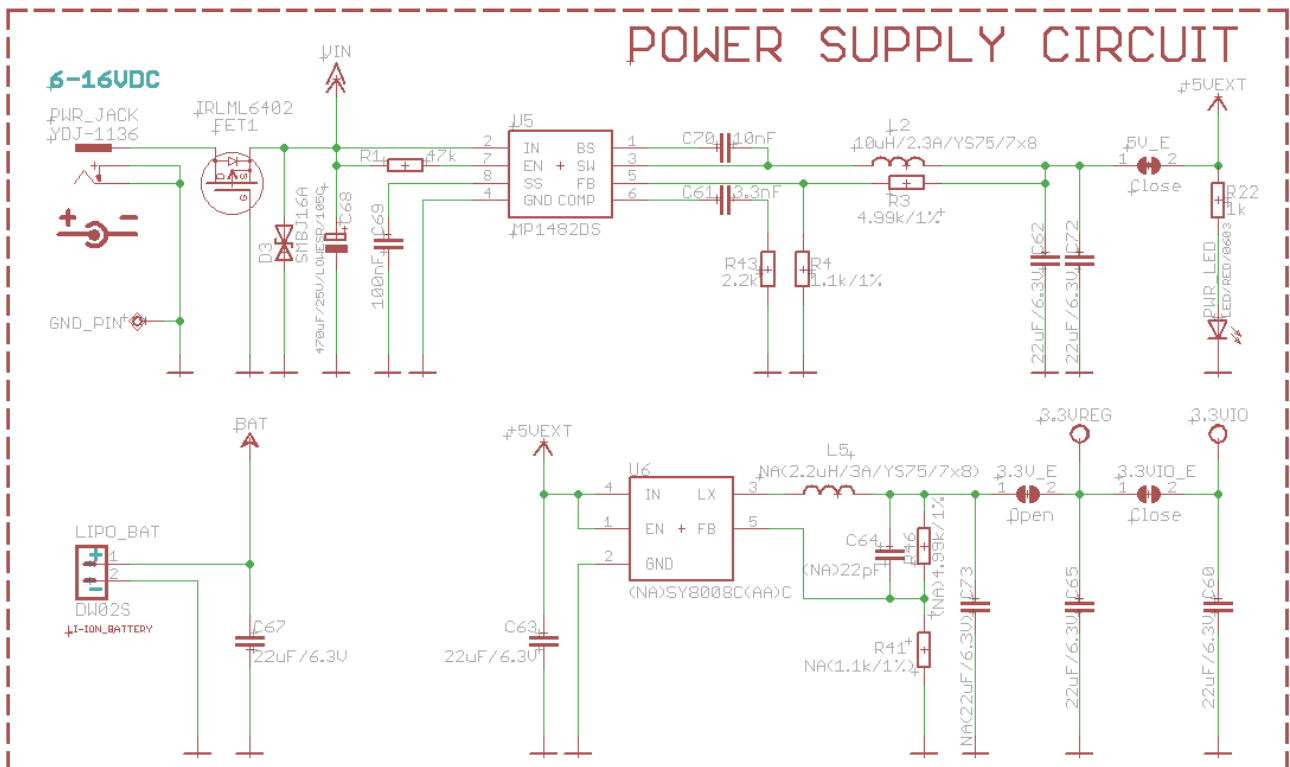 POWER SUPPLY CIRCUIT
6-16VDC
PWR_JACK
YDJ-1136
IRLML6402
FET1
D
S
G
VIN
D3
SMBJ16A
470uF/25V/LOWESR/105C
C68
R1
47k
C69
100nF
U5
2 IN BS 1
7 EN SW 3
8 SS FB 5
4 GND COMP 6
MP1482DS
C70 10nF
C61 3.3nF
L2
10uH/2.3A/YS75/7x8
R3
4.99k/1%
R43
2.2k
R4
1.1k/1%
C62
22uF/6.3V
C72
22uF/6.3V
5V_E
1 2
Close
+5VEXT
R22
1k
PWR_LED
LED/RED/0603
GND_PIN
+ −
BAT
LIPO_BAT
+ 1
− 2
DW02S
LI-ION_BATTERY
C67
22uF/6.3V
+5VEXT
C63
22uF/6.3V
U6
4 IN LX 3
1 EN FB 5
2 GND
(NA)SY8008C(AA)C
L5
NA(2.2uH/3A/YS75/7x8)
C64
(NA)22pF
R46
(NA)4.99k/1%
R41
NA(1.1k/1%)
C73
NA(22uF/6.3V)
3.3V_E
1 2
Open
3.3VREG
C65
22uF/6.3V
3.3VIO_E
1 2
Close
3.3VIO
C60
22uF/6.3V